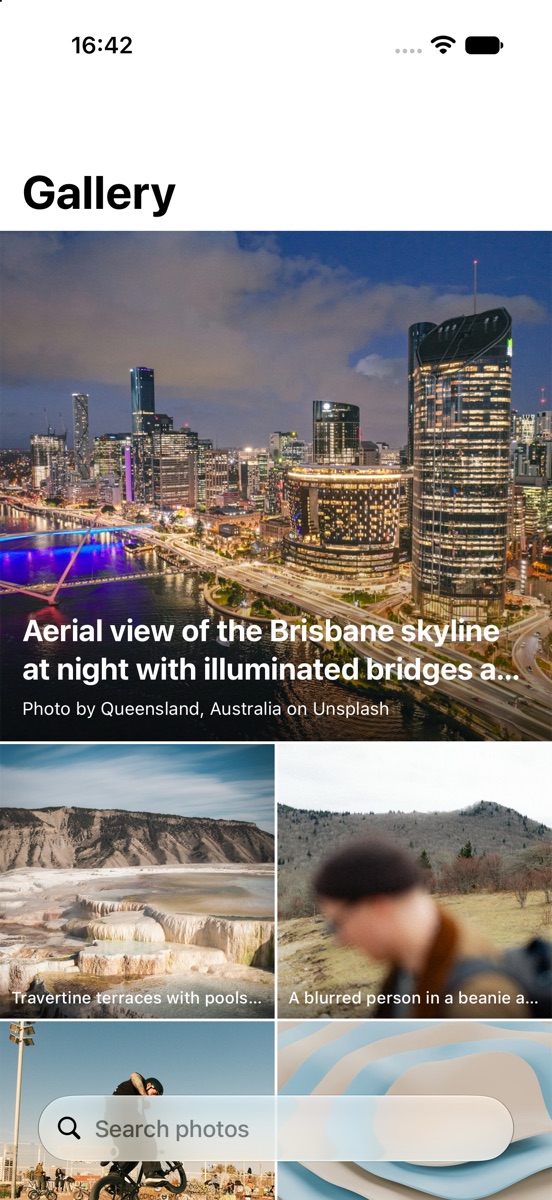 16:42
Gallery
Aerial view of the Brisbane skyline
at night with illuminated bridges a...
Photo by Queensland, Australia on Unsplash
Travertine terraces with pools...
A blurred person in a beanie a...
Search photos